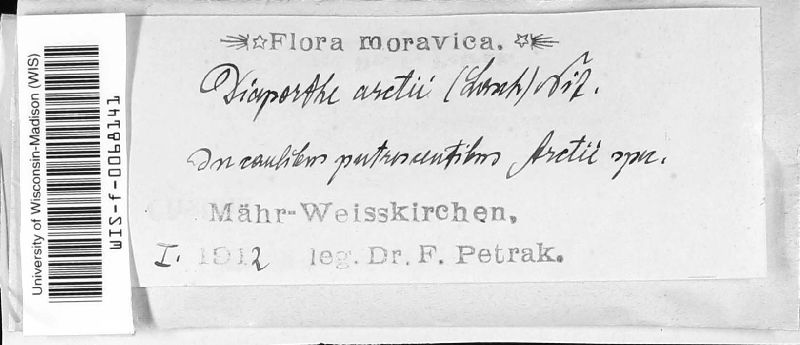 Flora moravica.
Diaporthe arctii (Lasch) Nit.
In caulibus putrescentibus Arctii spec.
Mähr-Weisskirchen,
I. 1912 leg. Dr. F. Petrak.
University of Wisconsin-Madison (WIS)
WIS-f-0068141